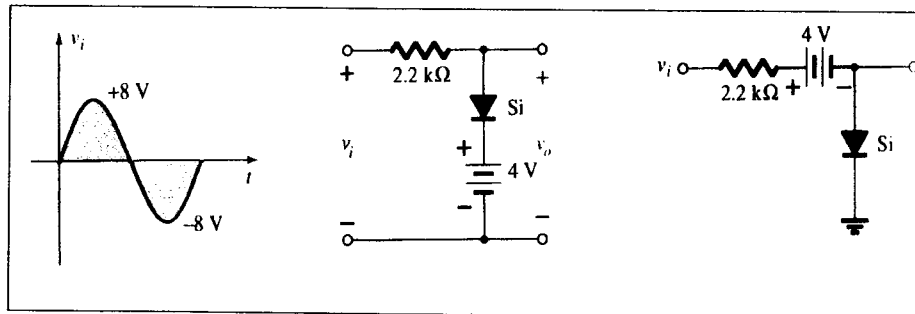 v_i
+8 V
t
−8 V
2.2 kΩ
+
+
Si
v_i
+
v_o
4 V
−
−
−
4 V
v_i
2.2 kΩ
+
−
Si